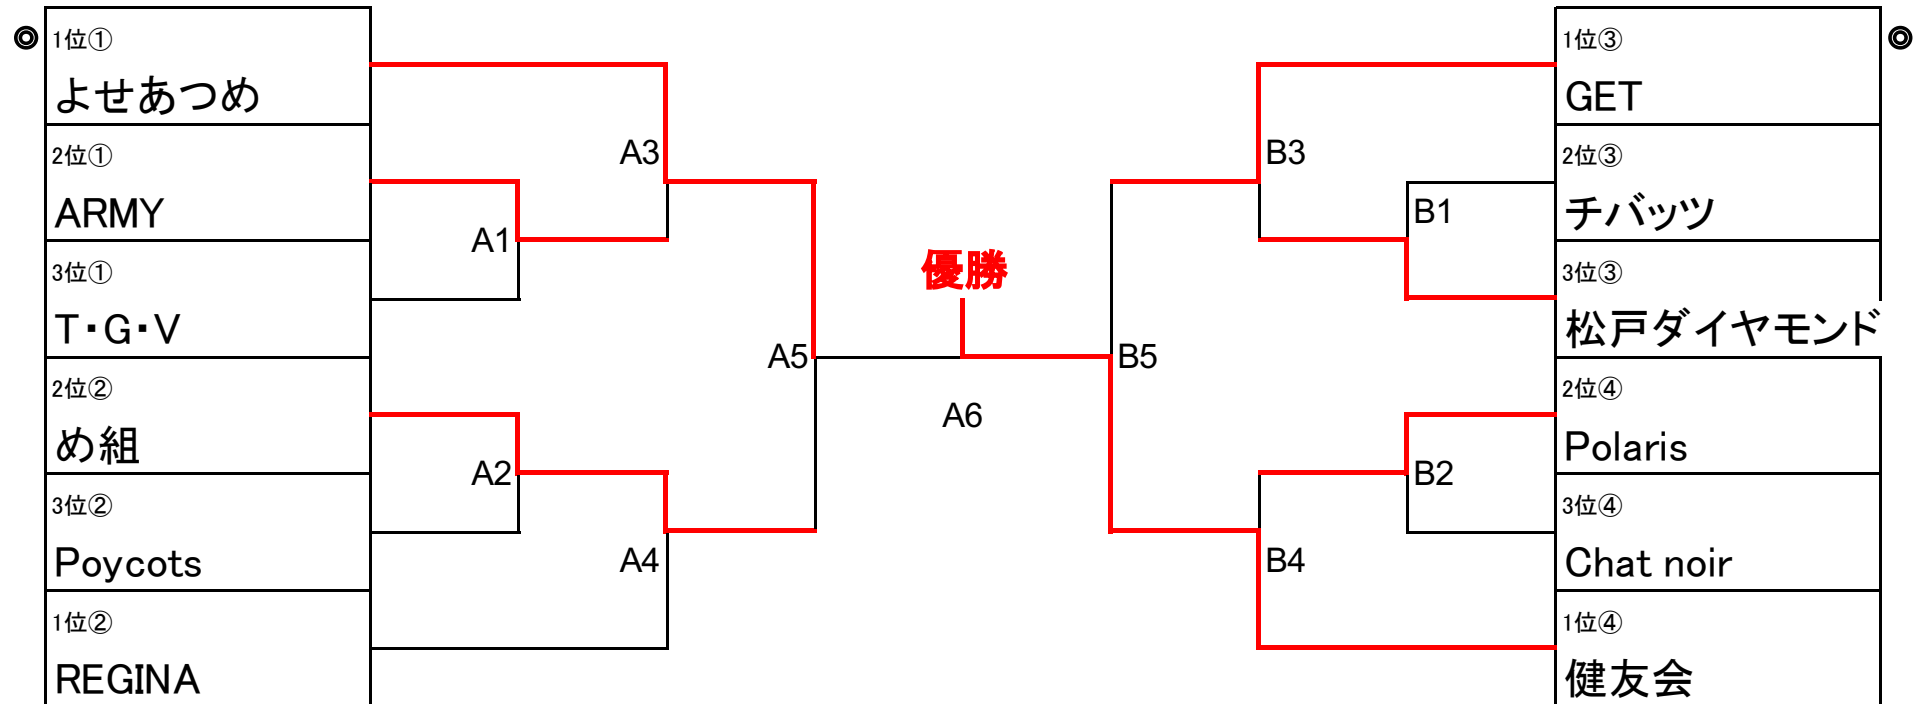 ◎
1位①
よせあつめ
2位①
ARMY
3位①
T・G・V
2位②
め組
3位②
Poycots
1位②
REGINA
A3
A1
A5
A2
A4
優勝
A6
B3
B1
B5
B2
B4
1位③
◎
GET
2位③
チバッツ
3位③
松戸ダイヤモンド
2位④
Polaris
3位④
Chat noir
1位④
健友会